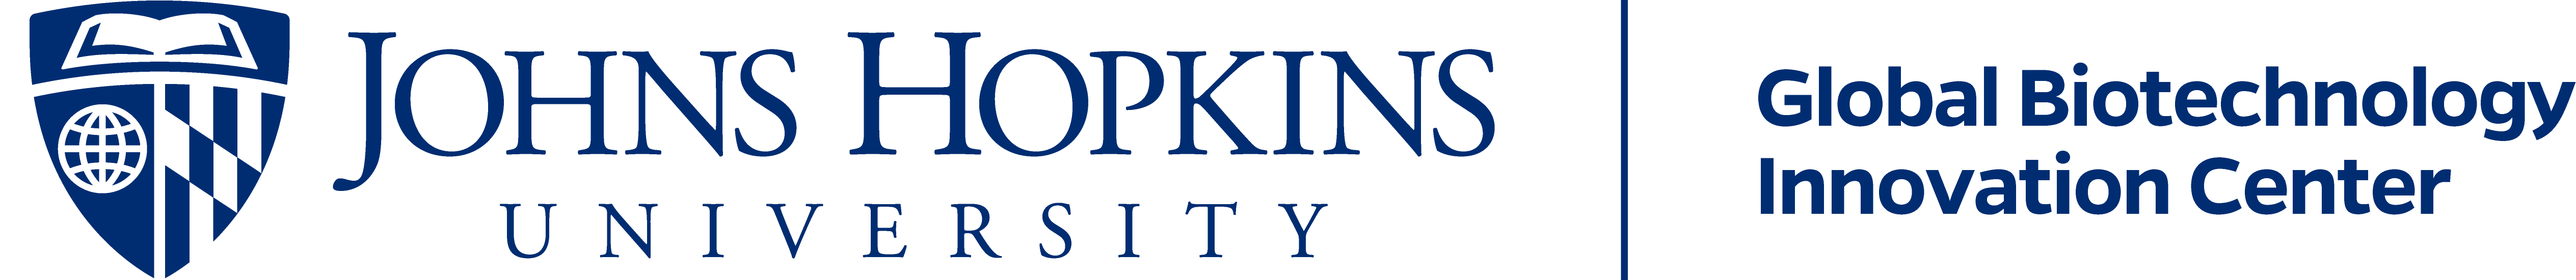 JOHNS HOPKINS
UNIVERSITY
Global Biotechnology
Innovation Center